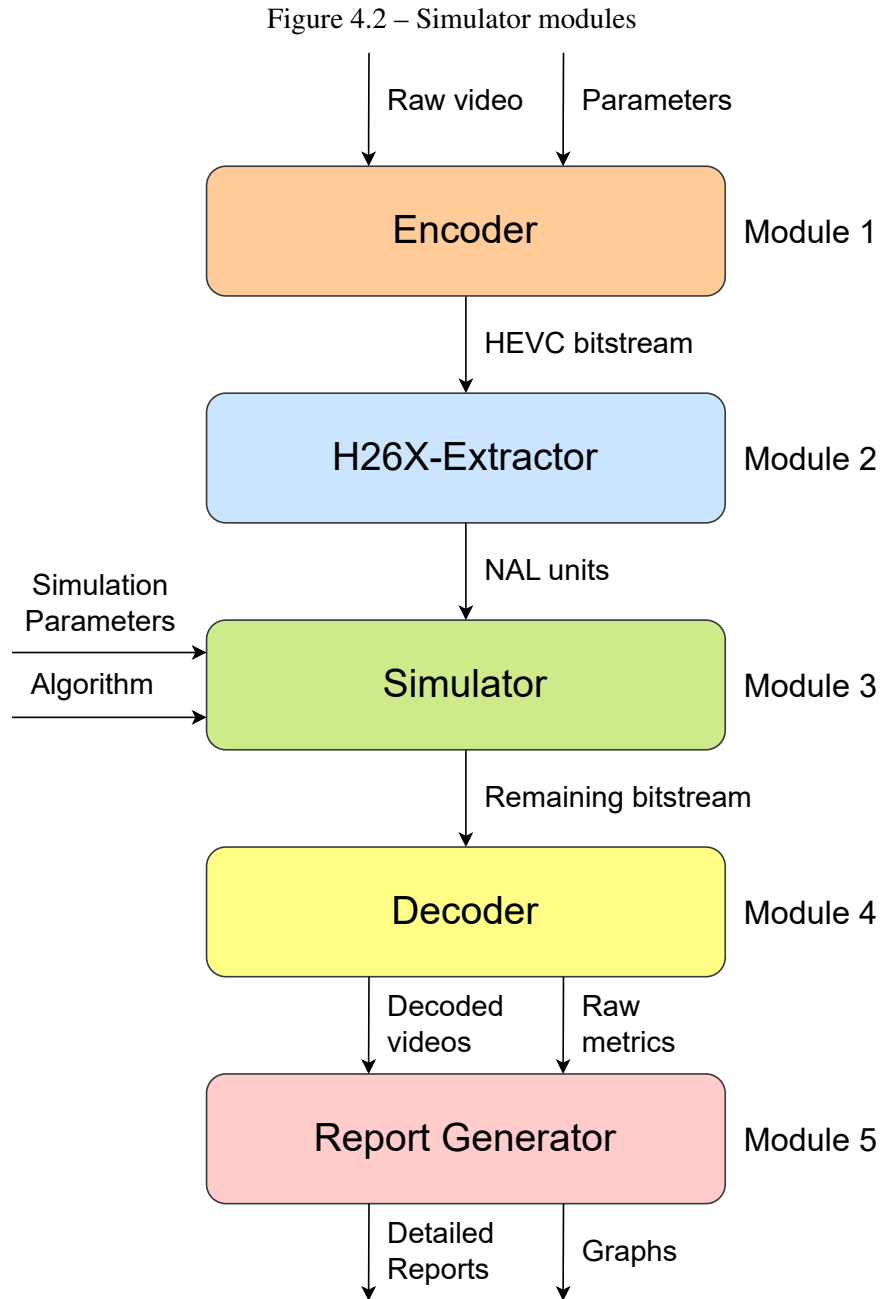 Figure 4.2 – Simulator modules
Raw video
Parameters
Encoder
Module 1
HEVC bitstream
H26X-Extractor
Module 2
NAL units
Simulation
Parameters
Algorithm
Simulator
Module 3
Remaining bitstream
Decoder
Module 4
Decoded
videos
Raw
metrics
Report Generator
Module 5
Detailed
Reports
Graphs